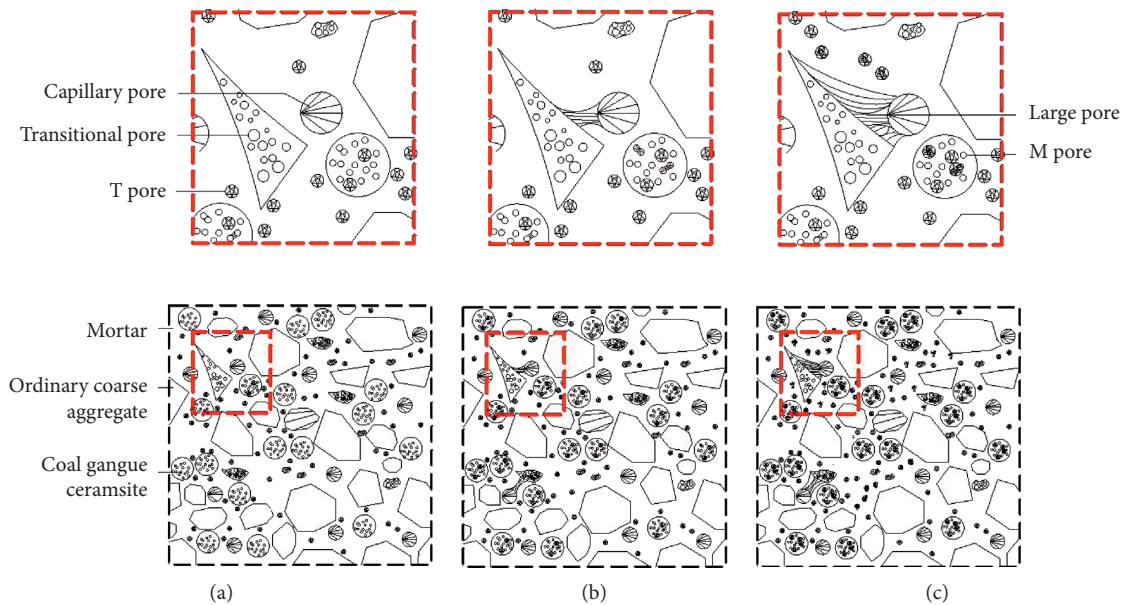 Capillary pore
Transitional pore
T pore
Large pore
M pore
Mortar
Ordinary coarse
aggregate
Coal gangue
ceramsite
(a)
(b)
(c)